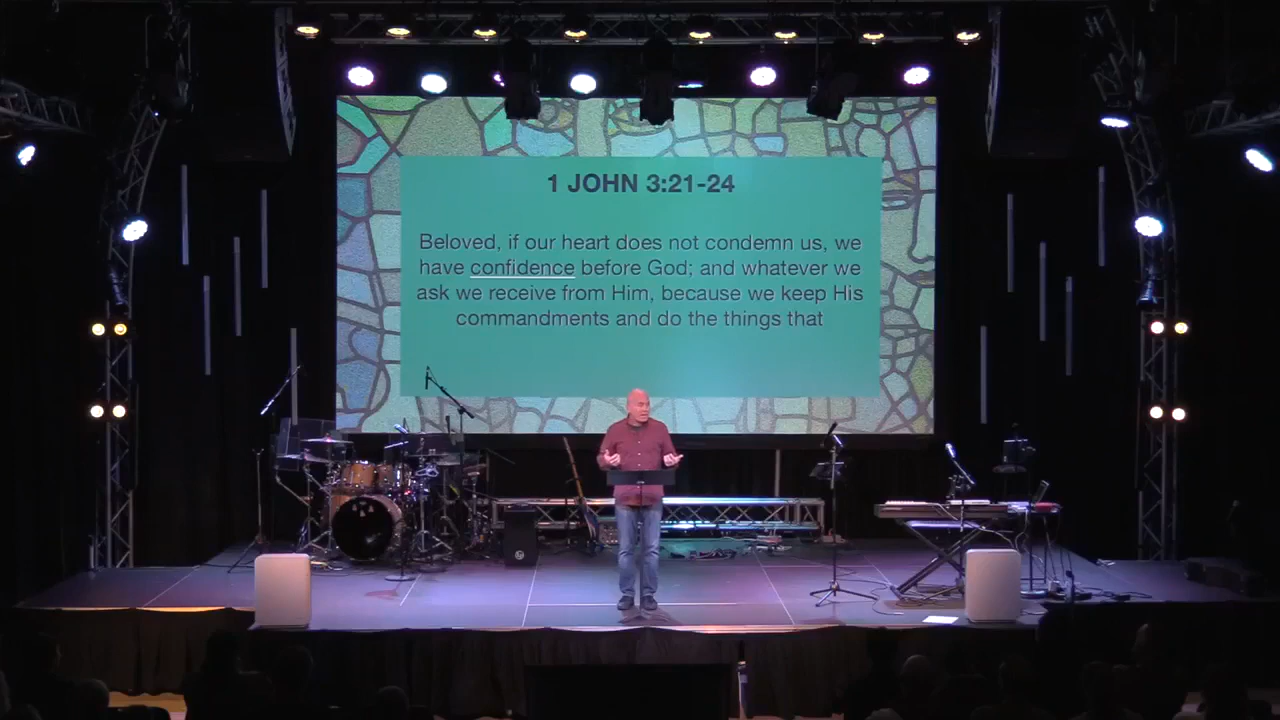 1 JOHN 3:21-24
Beloved, if our heart does not condemn us, we
have confidence before God; and whatever we
ask we receive from Him, because we keep His
commandments and do the things that